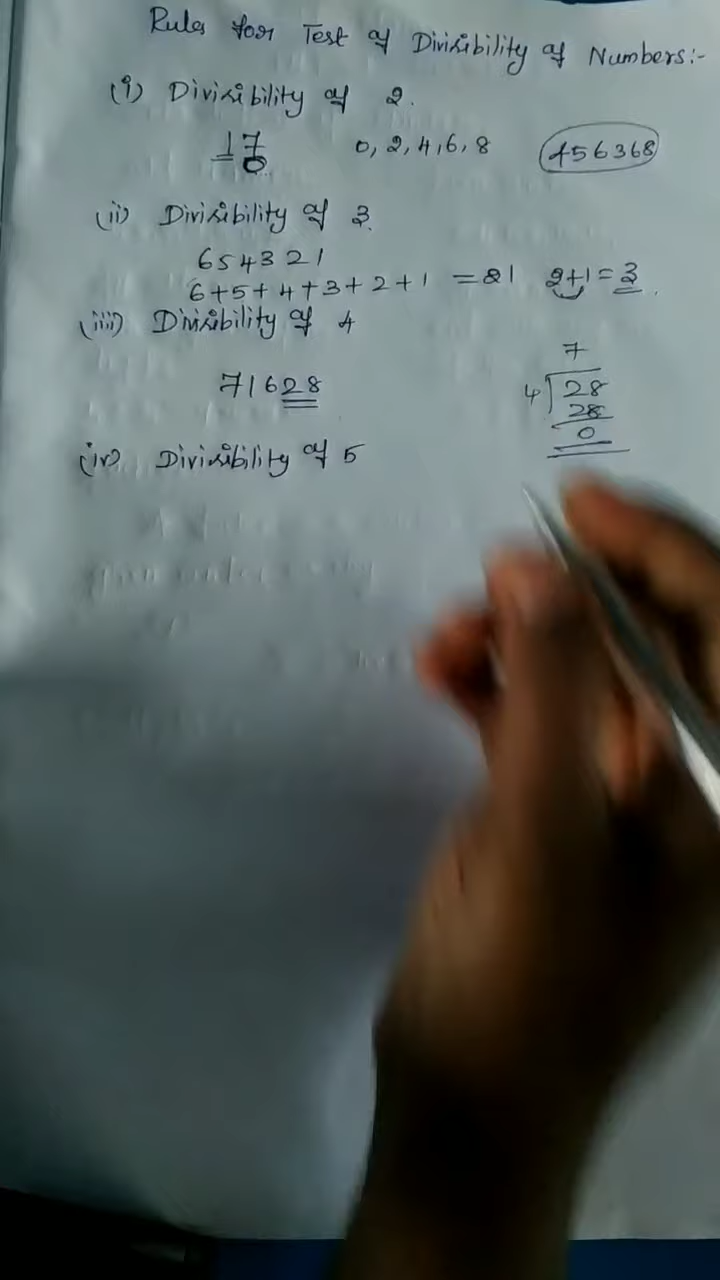 Rules for Test of Divisibility of Numbers:-
(i) Divisibility of 2.
17 0, 2, 4, 6, 8 456368
0
(ii) Divisibility of 3.
654321
6+5+4+3+2+1 = 21 2+1 = 3.
(iii) Divisibility of 4
7
71628 4 28
28
0
(iv) Divisibility of 5